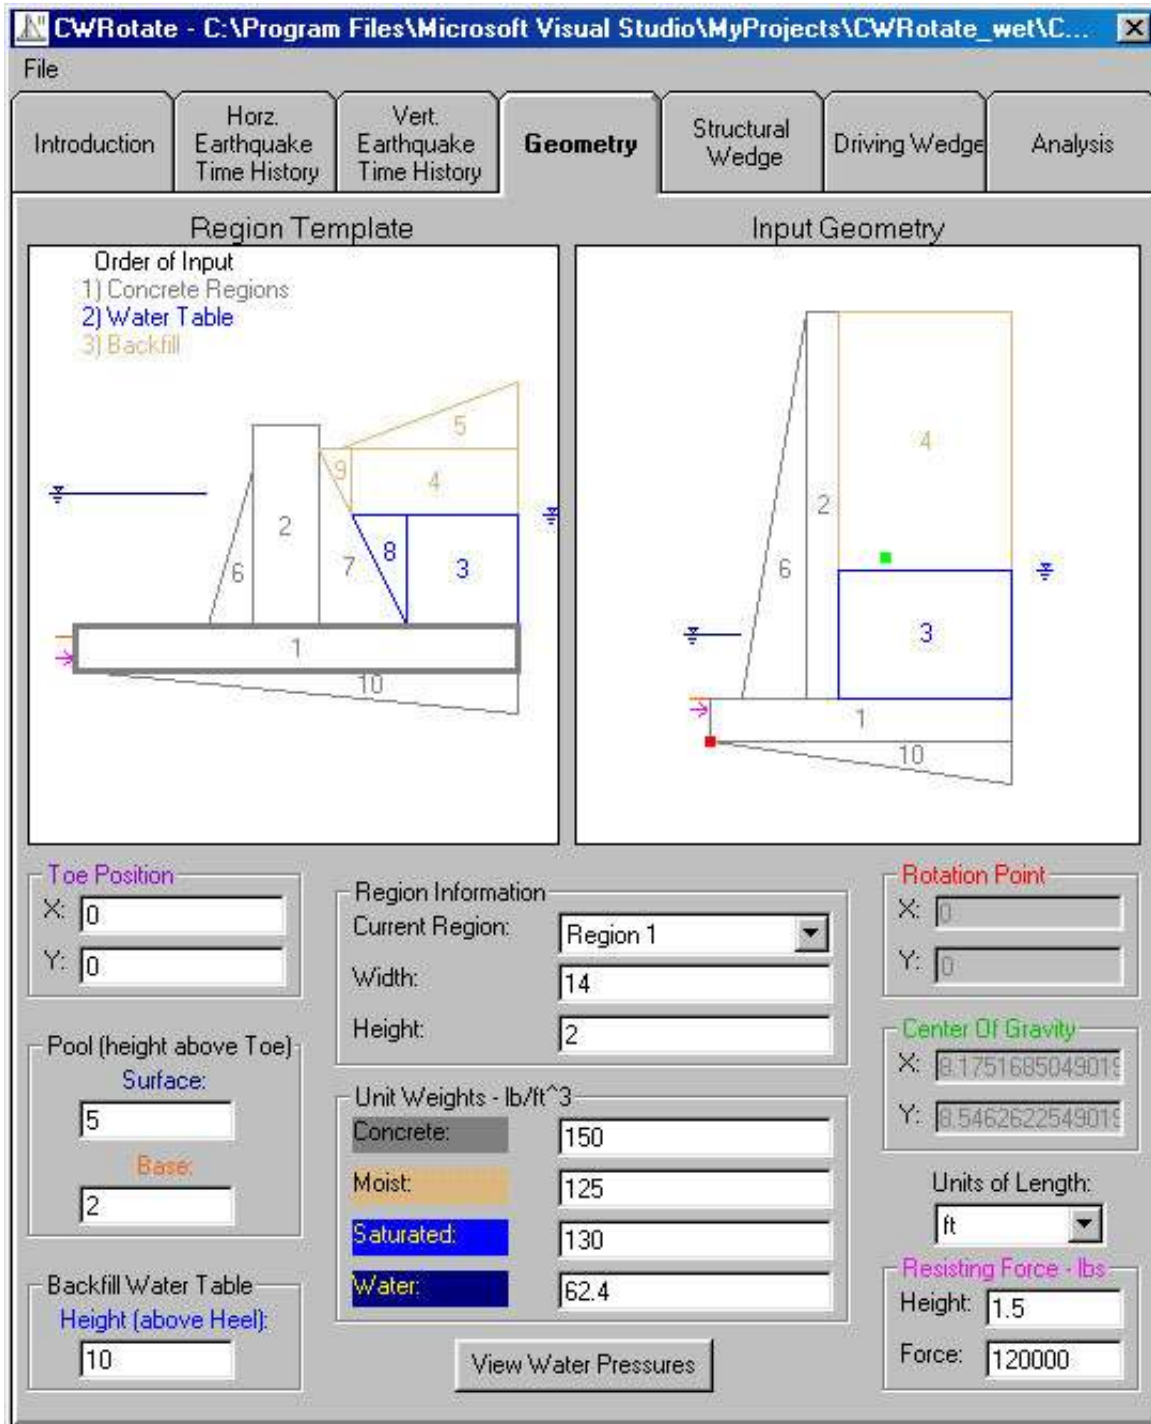 CWRotate - C:\Program Files\Microsoft Visual Studio\MyProjects\CWRotate_wet\C...
File
Introduction
Horz.
Earthquake
Time History
Vert.
Earthquake
Time History
Geometry
Structural
Wedge
Driving Wedge
Analysis
Region Template
Order of Input
1) Concrete Regions
2) Water Table
3) Backfill
5
9
4
2
8
3
7
6
1
10
Input Geometry
4
2
6
3
1
10
Toe Position
X: 0
Y: 0
Pool (height above Toe)
Surface:
5
Base:
2
Backfill Water Table
Height (above Heel):
10
Region Information
Current Region: Region 1
Width: 14
Height: 2
Unit Weights - lb/ft^3
Concrete: 150
Moist: 125
Saturated: 130
Water: 62.4
View Water Pressures
Rotation Point
X: 0
Y: 0
Center Of Gravity
X: 8.1751685049019
Y: 8.5462622549019
Units of Length:
ft
Resisting Force - lbs
Height: 1.5
Force: 120000